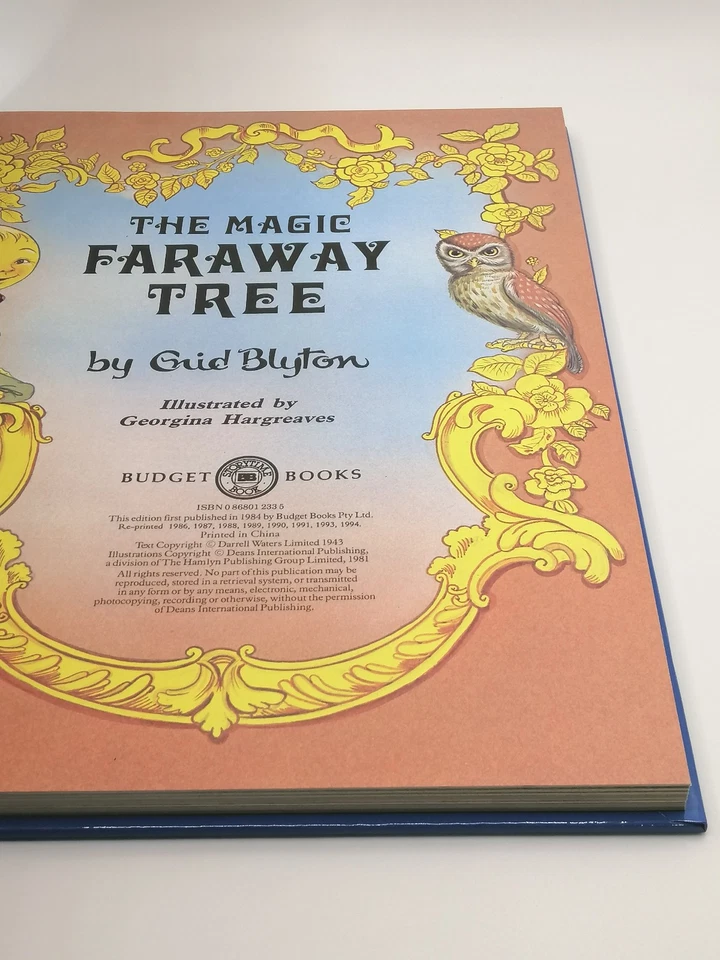 THE MAGIC
FARAWAY
TREE
by Enid Blyton
Illustrated by
Georgina Hargreaves
BUDGET STORYTIME BB BOOK BOOKS
ISBN 0 86801 233 5
This edition first published in 1984 by Budget Books Pty Ltd.
Re-printed 1986, 1987, 1988, 1989, 1990, 1991, 1993, 1994.
Printed in China
Text Copyright © Darrell Waters Limited 1943
Illustrations Copyright © Deans International Publishing,
a division of The Hamlyn Publishing Group Limited, 1981
All rights reserved. No part of this publication may be
reproduced, stored in a retrieval system, or transmitted
in any form or by any means, electronic, mechanical,
photocopying, recording or otherwise, without the permission
of Deans International Publishing.